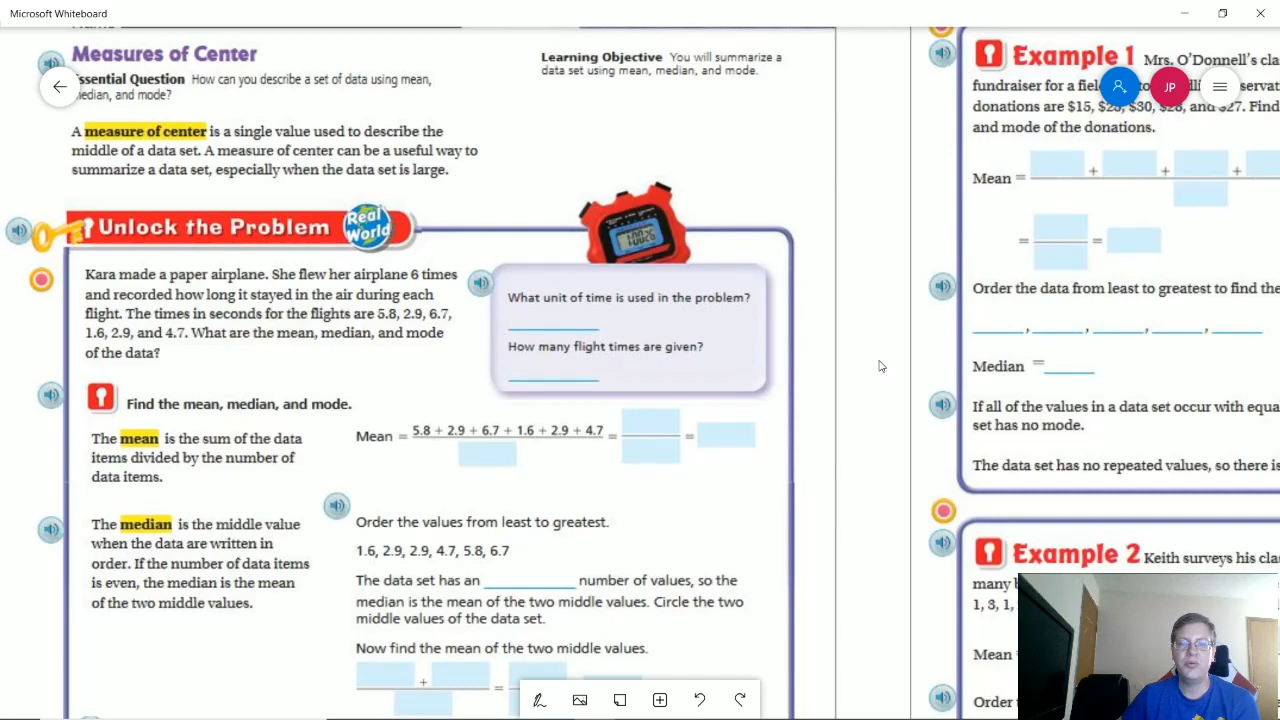 Microsoft Whiteboard
Measures of Center
Essential Question How can you describe a set of data using mean,
median, and mode?
Learning Objective You will summarize a
data set using mean, median, and mode.
A measure of center is a single value used to describe the
middle of a data set. A measure of center can be a useful way to
summarize a data set, especially when the data set is large.
Unlock the Problem
Real
World
Kara made a paper airplane. She flew her airplane 6 times
and recorded how long it stayed in the air during each
flight. The times in seconds for the flights are 5.8, 2.9, 6.7,
1.6, 2.9, and 4.7. What are the mean, median, and mode
of the data?
What unit of time is used in the problem?
How many flight times are given?
Find the mean, median, and mode.
The mean is the sum of the data
items divided by the number of
data items.
Mean = 5.8 + 2.9 + 6.7 + 1.6 + 2.9 + 4.7 = =
The median is the middle value
when the data are written in
order. If the number of data items
is even, the median is the mean
of the two middle values.
Order the values from least to greatest.
1.6, 2.9, 2.9, 4.7, 5.8, 6.7
The data set has an ____________ number of values, so the
median is the mean of the two middle values. Circle the two
middle values of the data set.
Now find the mean of the two middle values.
+ =
Example 1 Mrs. O'Donnell's cla
JP
fundraiser for a
donations are $15, $30, and $27. Find
and mode of the donations.
Mean = + + +
= =
Order the data from least to greatest to find the
, , , ,
Median =
If all of the values in a data set occur with equa
set has no mode.
The data set has no repeated values, so there is
Example 2 Keith surveys his cla
many
1, 3, 1,
Mean
Order